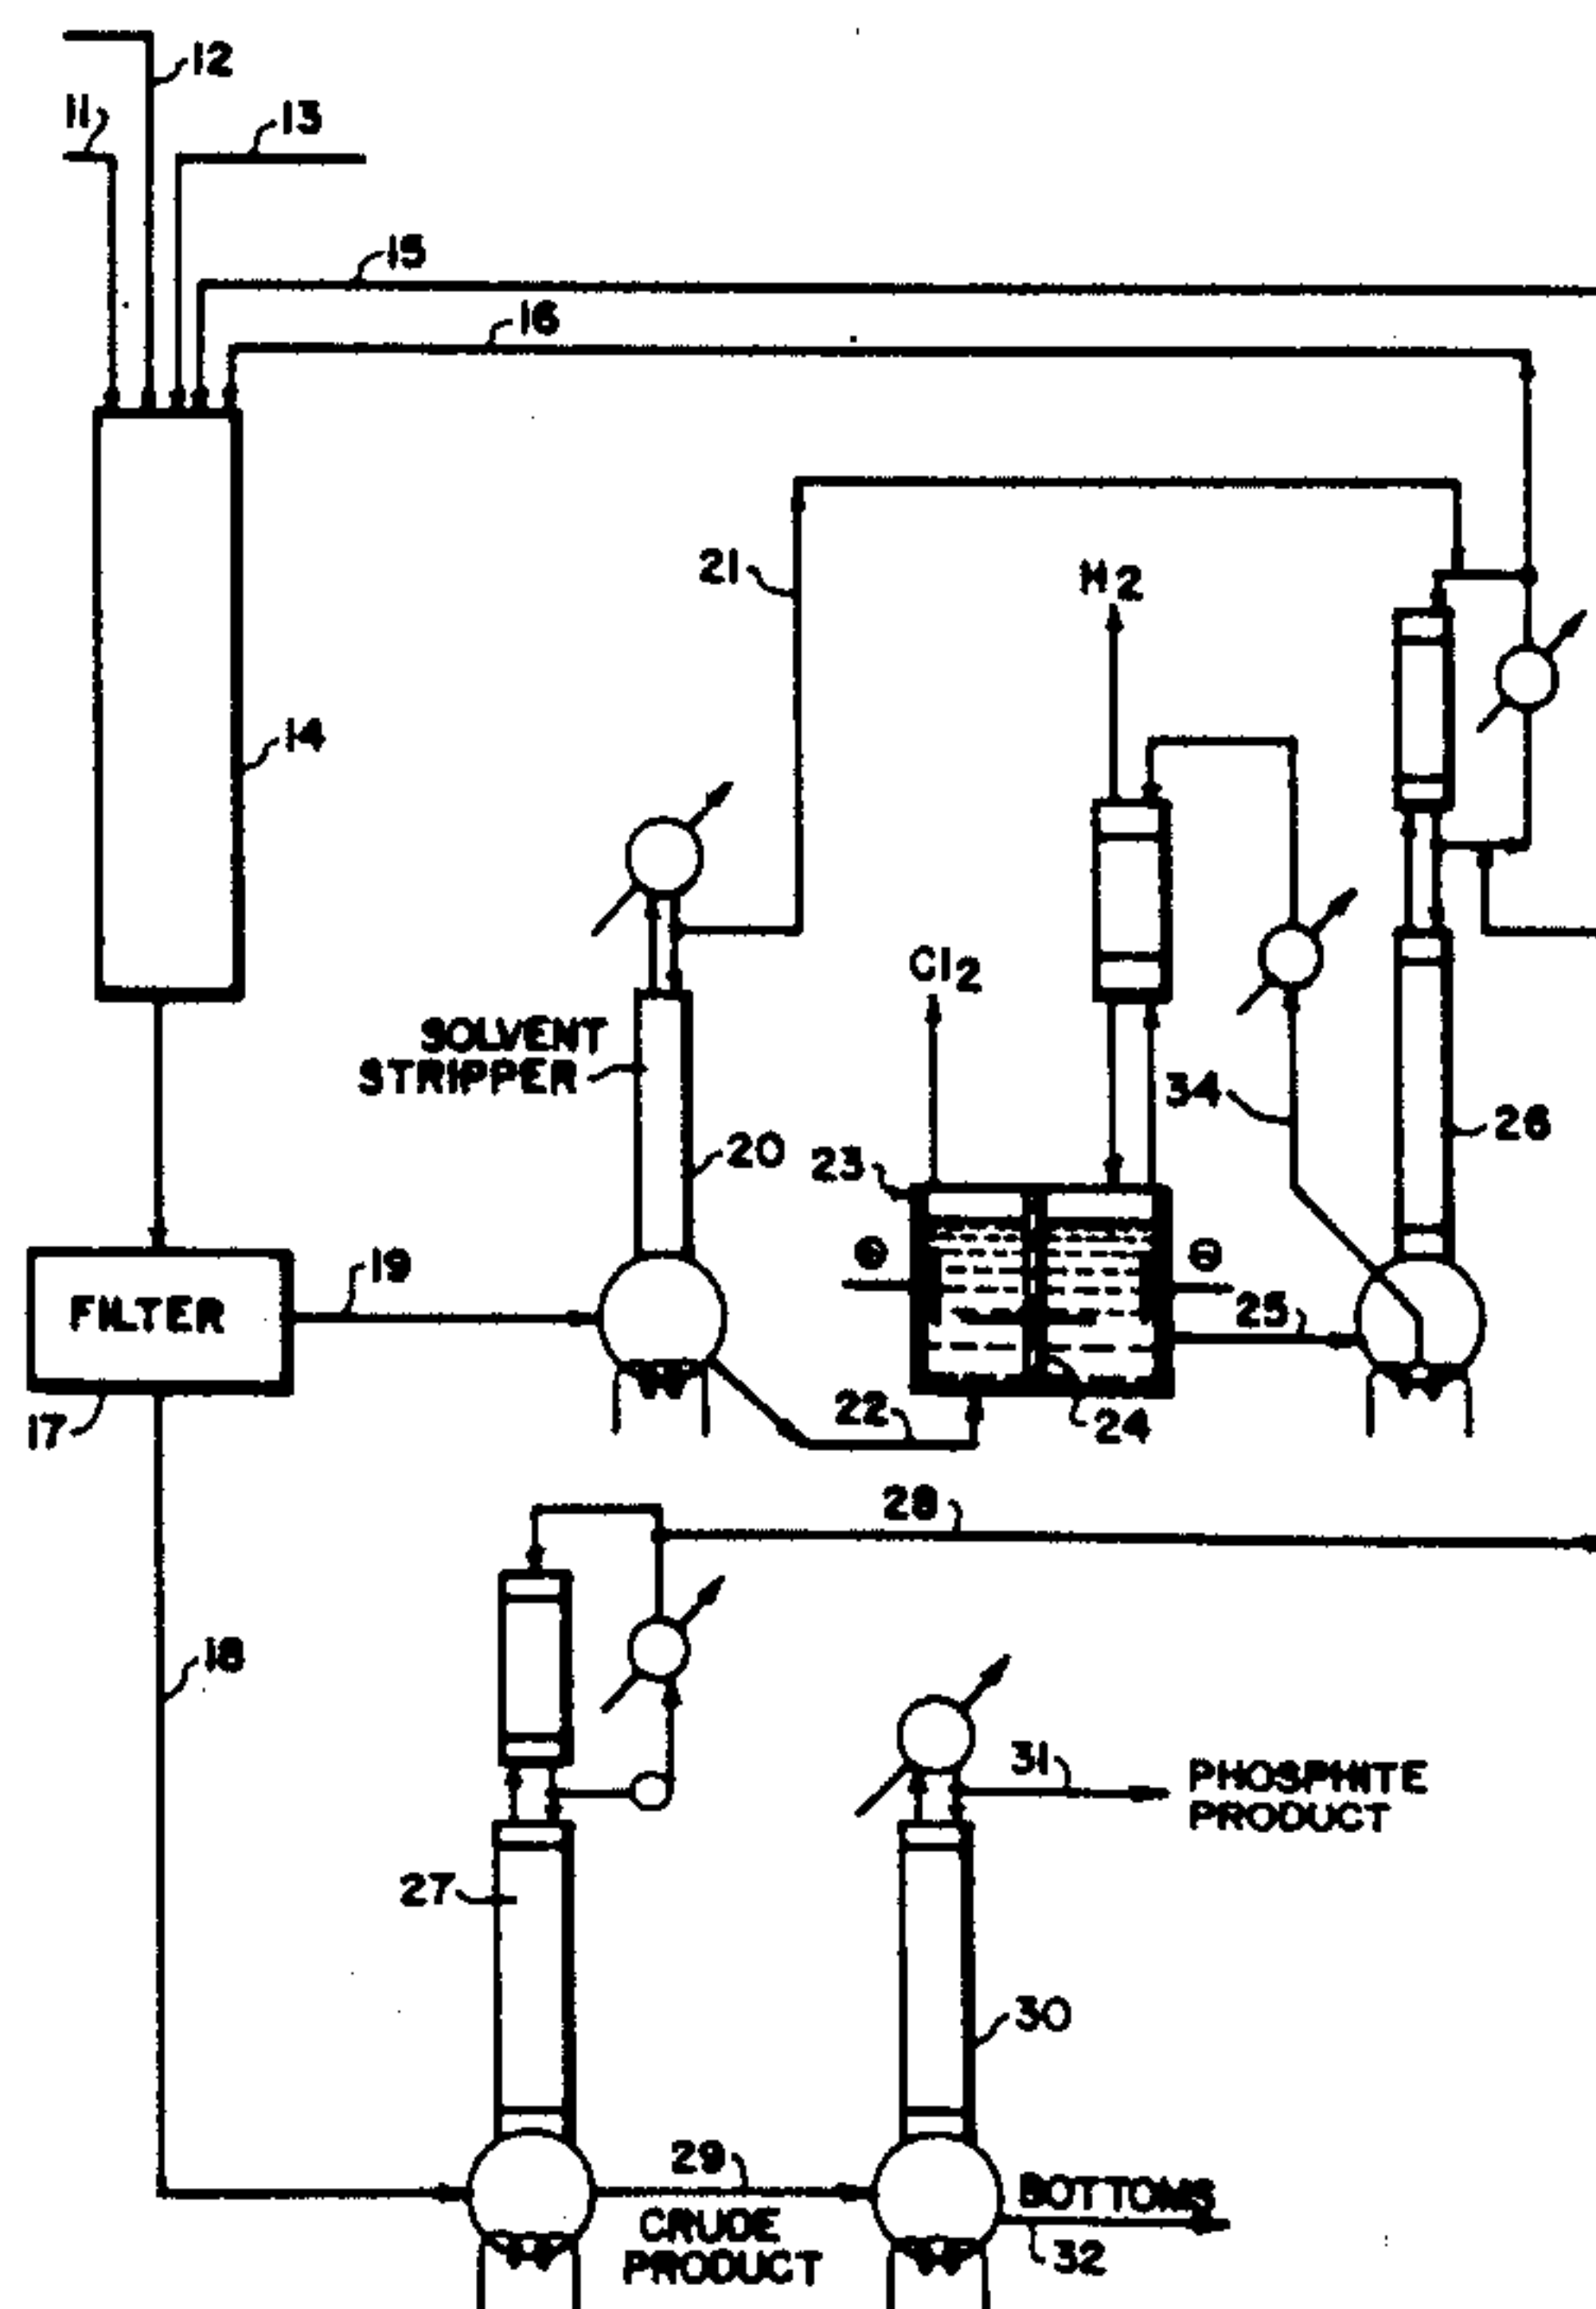 12
11
13
15
16
21
H2
14
Cl2
SOLVENT
STRIPPER
34
26
20
23
⊕
⊖
19
25
FILTER
22
24
17
28
18
31
PHOSPHITE
PRODUCT
27
30
29
BOTTOMS
CRUDE
PRODUCT
32